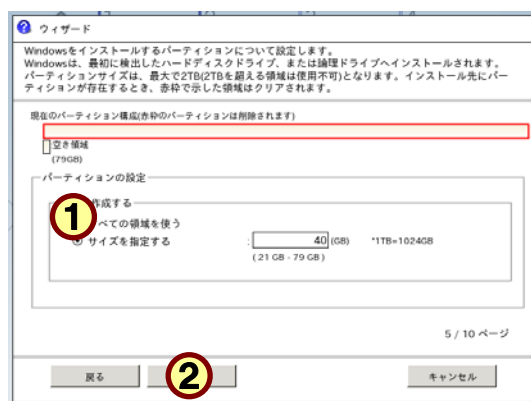 ウィザード
Windowsをインストールするパーティションについて設定します。
Windowsは、最初に検出したハードディスクドライブ、または論理ドライブへインストールされます。
パーティションサイズは、最大で2TB(2TBを超える領域は使用不可)となります。インストール先にパー
ティションが存在するとき、赤枠で示した領域はクリアされます。
現在のパーティション構成(赤枠のパーティションは削除されます)
空き領域
(79GB)
パーティションの設定
作成する
1
べての領域を使う
サイズを指定する : 40 (GB) *1TB=1024GB
(21 GB - 79 GB)
5 / 10 ページ
戻る 2 キャンセル